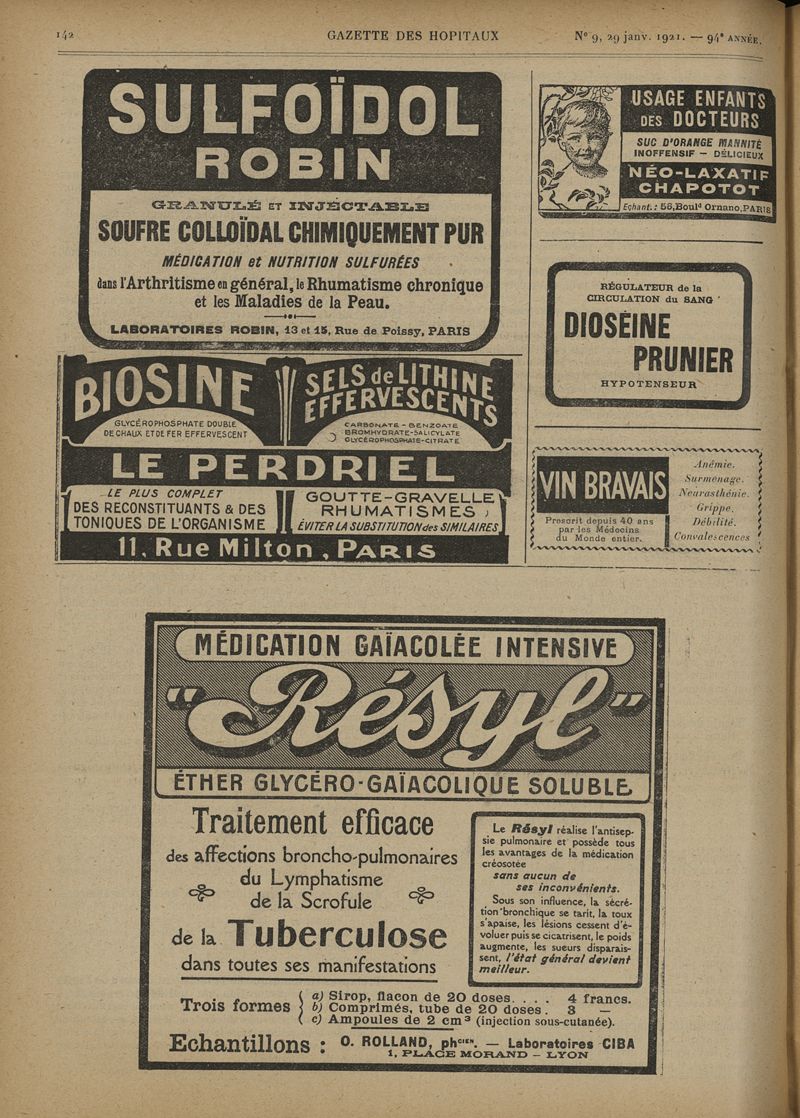 142
GAZETTE DES HOPITAUX
N° 9, 29 janv. 1921. — 94e ANNÉE.
SULFOÏDOL
ROBIN
GRANULÉ ET INJECTABLE
SOUFRE COLLOÏDAL CHIMIQUEMENT PUR
MÉDICATION et NUTRITION SULFURÉES
dans l'Arthritisme en général, le Rhumatisme chronique
et les Maladies de la Peau.
LABORATOIRES ROBIN, 13 et 15, Rue de Poissy, PARIS
BIOSINE
GLYCÉROPHOSPHATE DOUBLE
DE CHAUX ET DE FER EFFERVESCENT
SELS de LITHINE
EFFERVESCENTS
CARBONATE - BENZOATE
BROMHYDRATE-SALICYLATE
GLYCÉROPHOSPHATE-CITRATE
LE PERDRIEL
LE PLUS COMPLET
DES RECONSTITUANTS & DES
TONIQUES DE L'ORGANISME
GOUTTE-GRAVELLE
RHUMATISMES
ÉVITER LA SUBSTITUTION des SIMILAIRES
11, Rue Milton, PARIS
USAGE ENFANTS
DES DOCTEURS
SUC D'ORANGE MANNITÉ
INOFFENSIF — DÉLICIEUX
NÉO-LAXATIF
CHAPOTOT
Echant.: 56, Boulᵈ Ornano, PARIS
RÉGULATEUR de la
CIRCULATION du SANG
DIOSÉINE
PRUNIER
HYPOTENSEUR
VIN BRAVAIS
Prescrit depuis 40 ans
par les Médecins
du Monde entier.
Anémie.
Surménage.
Neurasthénie.
Grippe.
Débilité.
Convalescences
MÉDICATION GAÏACOLÉE INTENSIVE
"Résyl"
ÉTHER GLYCÉRO-GAÏACOLIQUE SOLUBLE
Traitement efficace
des affections broncho-pulmonaires
du Lymphatisme
de la Scrofule
de la Tuberculose
dans toutes ses manifestations
Le Résyl réalise l'antisep-
sie pulmonaire et possède tous
les avantages de la médication
créosotée
sans aucun de
ses inconvénients.
Sous son influence, la sécré-
tion bronchique se tarit, la toux
s'apaise, les lésions cessent d'é-
voluer puis se cicatrisent, le poids
augmente, les sueurs disparais-
sent, l'état général devient
meilleur.
Trois formes
a) Sirop, flacon de 20 doses. . . . 4 francs.
b) Comprimés, tube de 20 doses. 3 —
c) Ampoules de 2 cm³ (injection sous-cutanée).
Echantillons : O. ROLLAND, phᶜⁱᵉⁿ. — Laboratoires CIBA
1, PLACE MORAND — LYON